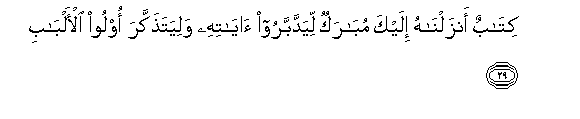 كِتَـٰبٌ أَنزَلْنَـٰهُ إِلَيْكَ مُبَـٰرَكٌ لِّيَدَّبَّرُوٓا۟ ءَايَـٰتِهِۦ وَلِيَتَذَكَّرَ أُو۟لُوا۟ ٱلْأَلْبَـٰبِ
٢٩